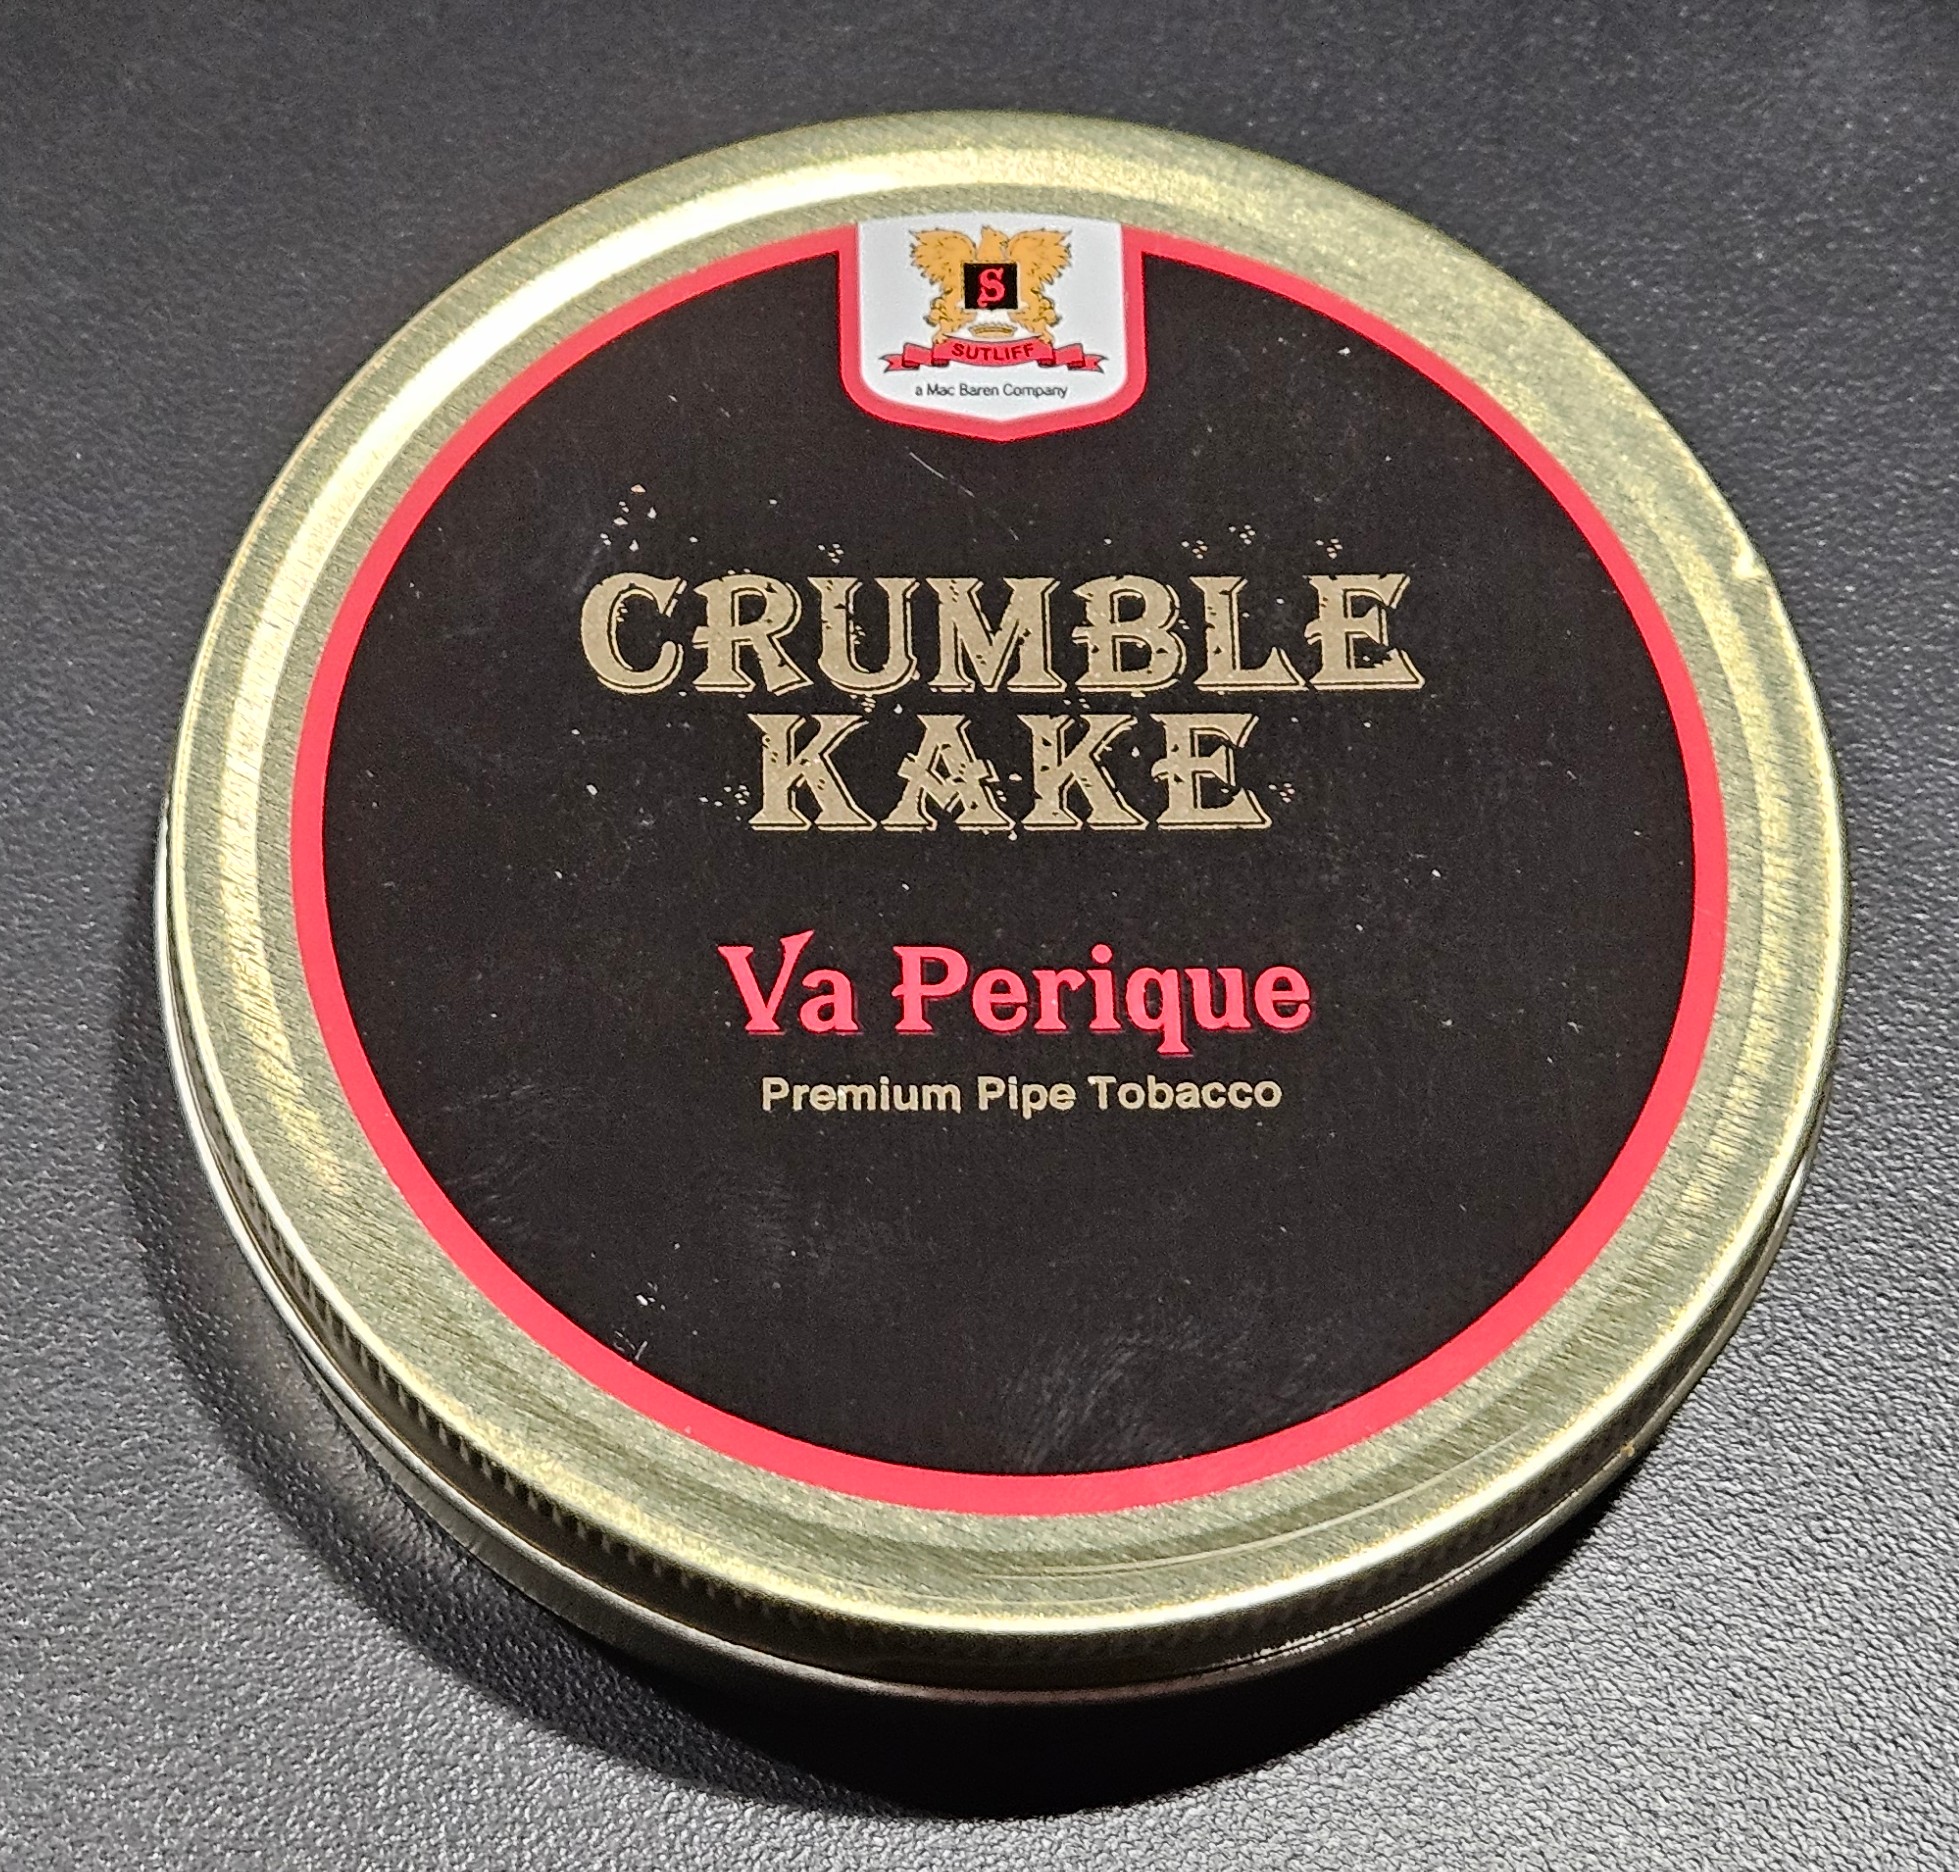 S
SUTLIFF
a Mac Baren Company
CRUMBLE
KAKE
Va Perique
Premium Pipe Tobacco